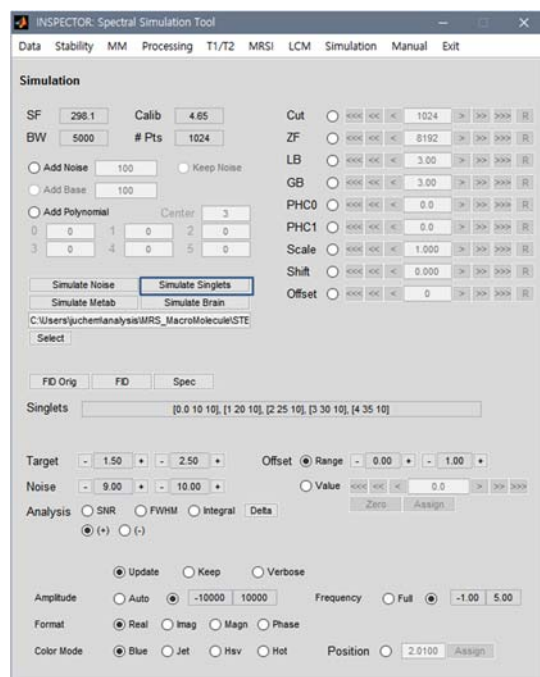 INSPECTOR: Spectral Simulation Tool
Data Stability MM Processing T1/T2 MRSI LCM Simulation Manual Exit
Simulation
SF 298.1 Calib 4.65 Cut <<< << < 1024 > >> >>> R
BW 5000 # Pts 1024 ZF <<< << < 8192 > >> >>> R
LB <<< << < 3.00 > >> >>> R
Add Noise 100 Keep Noise
GB <<< << < 3.00 > >> >>> R
Add Base 100
PHC0 <<< << < 0.0 > >> >>> R
Add Polynomial Center 3
PHC1 <<< << < 0.0 > >> >>> R
0 0 1 0 2 0
Scale <<< << < 1.000 > >> >>> R
3 0 4 0 5 0
Shift <<< << < 0.000 > >> >>> R
Simulate Noise Simulate Singlets
Offset <<< << < 0 > >> >>> R
Simulate Metab Simulate Brain
C:\Users\juchem\analysis\MRS_MacroMolecule\STE
Select
FID Orig FID Spec
Singlets [0.0 10 10], [1 20 10], [2 25 10], [3 30 10], [4 35 10]
Target - 1.50 + - 2.50 + Offset Range - 0.00 + - 1.00 +
Noise - 9.00 + - 10.00 + Value <<< << < 0.0 > >> >>>
Zero Assign
Analysis SNR FWHM Integral Delta
(+) (-)
Update Keep Verbose
Amplitude Auto -10000 10000 Frequency Full -1.00 5.00
Format Real Imag Magn Phase
Color Mode Blue Jet Hsv Hot Position 2.0100 Assign